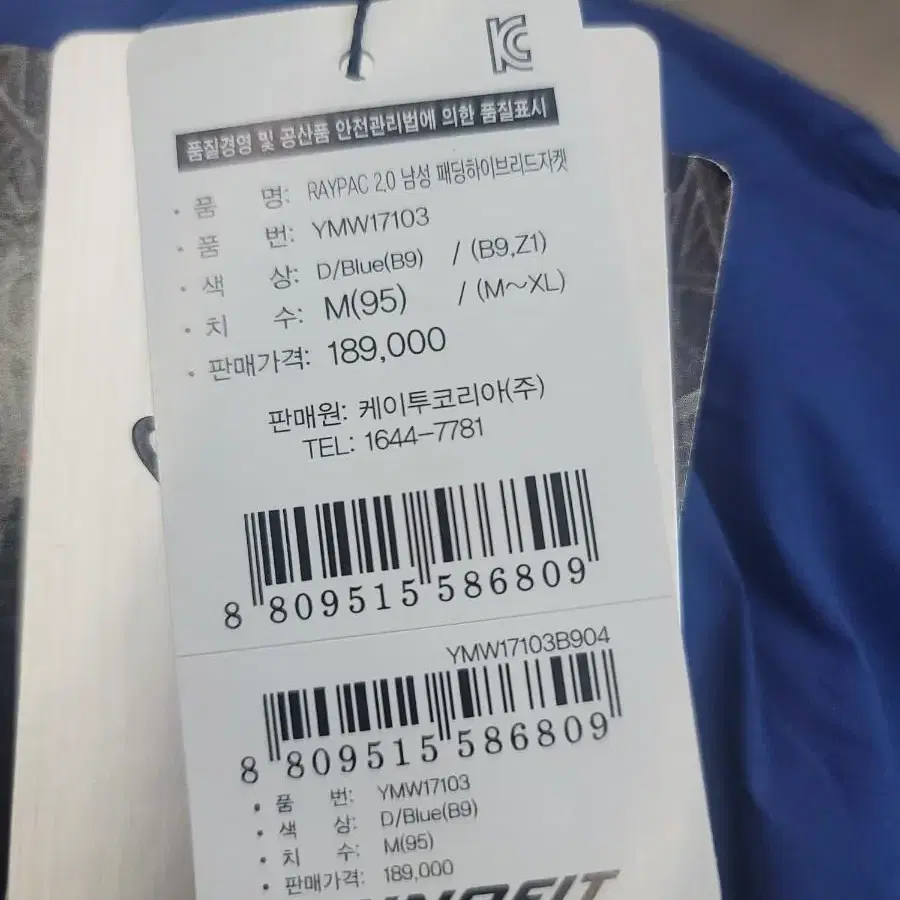 품질경영 및 공산품 안전관리법에 의한 품질표시
· 품 명: RAYPAC 2.0 남성 패딩하이브리드자켓
· 품 번: YMW17103
· 색 상: D/Blue(B9) / (B9,Z1)
· 치 수: M(95) / (M~XL)
· 판매가격: 189,000
판매원: 케이투코리아(주)
TEL: 1644-7781
8 809515 586809
YMW17103B904
8 809515 586809
· 품 번: YMW17103
· 색 상: D/Blue(B9)
· 치 수: M(95)
· 판매가격: 189,000